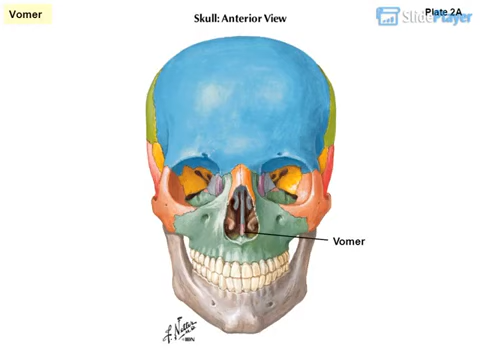 Vomer
Skull: Anterior View
SlidePlayer
Plate 2A
Vomer
F. Netter
M.D.